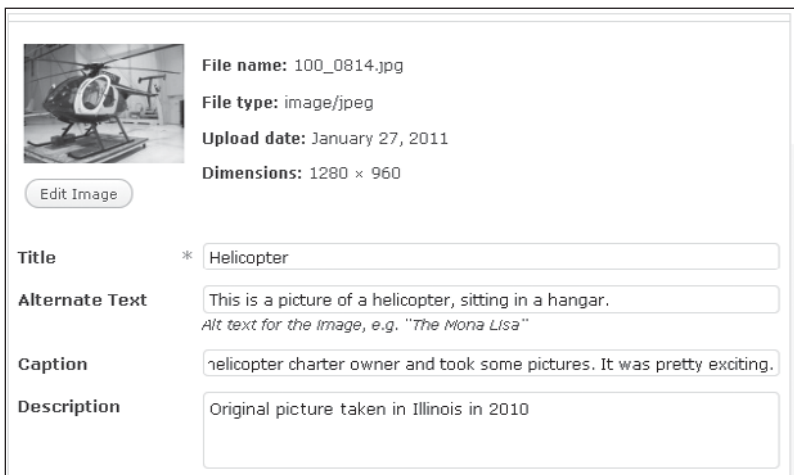 File name: 100_0814.jpg
File type: image/jpeg
Upload date: January 27, 2011
Dimensions: 1280 × 960
Edit Image
Title * Helicopter
Alternate Text This is a picture of a helicopter, sitting in a hangar.
Alt text for the image, e.g. "The Mona Lisa"
Caption helicopter charter owner and took some pictures. It was pretty exciting.
Description Original picture taken in Illinois in 2010